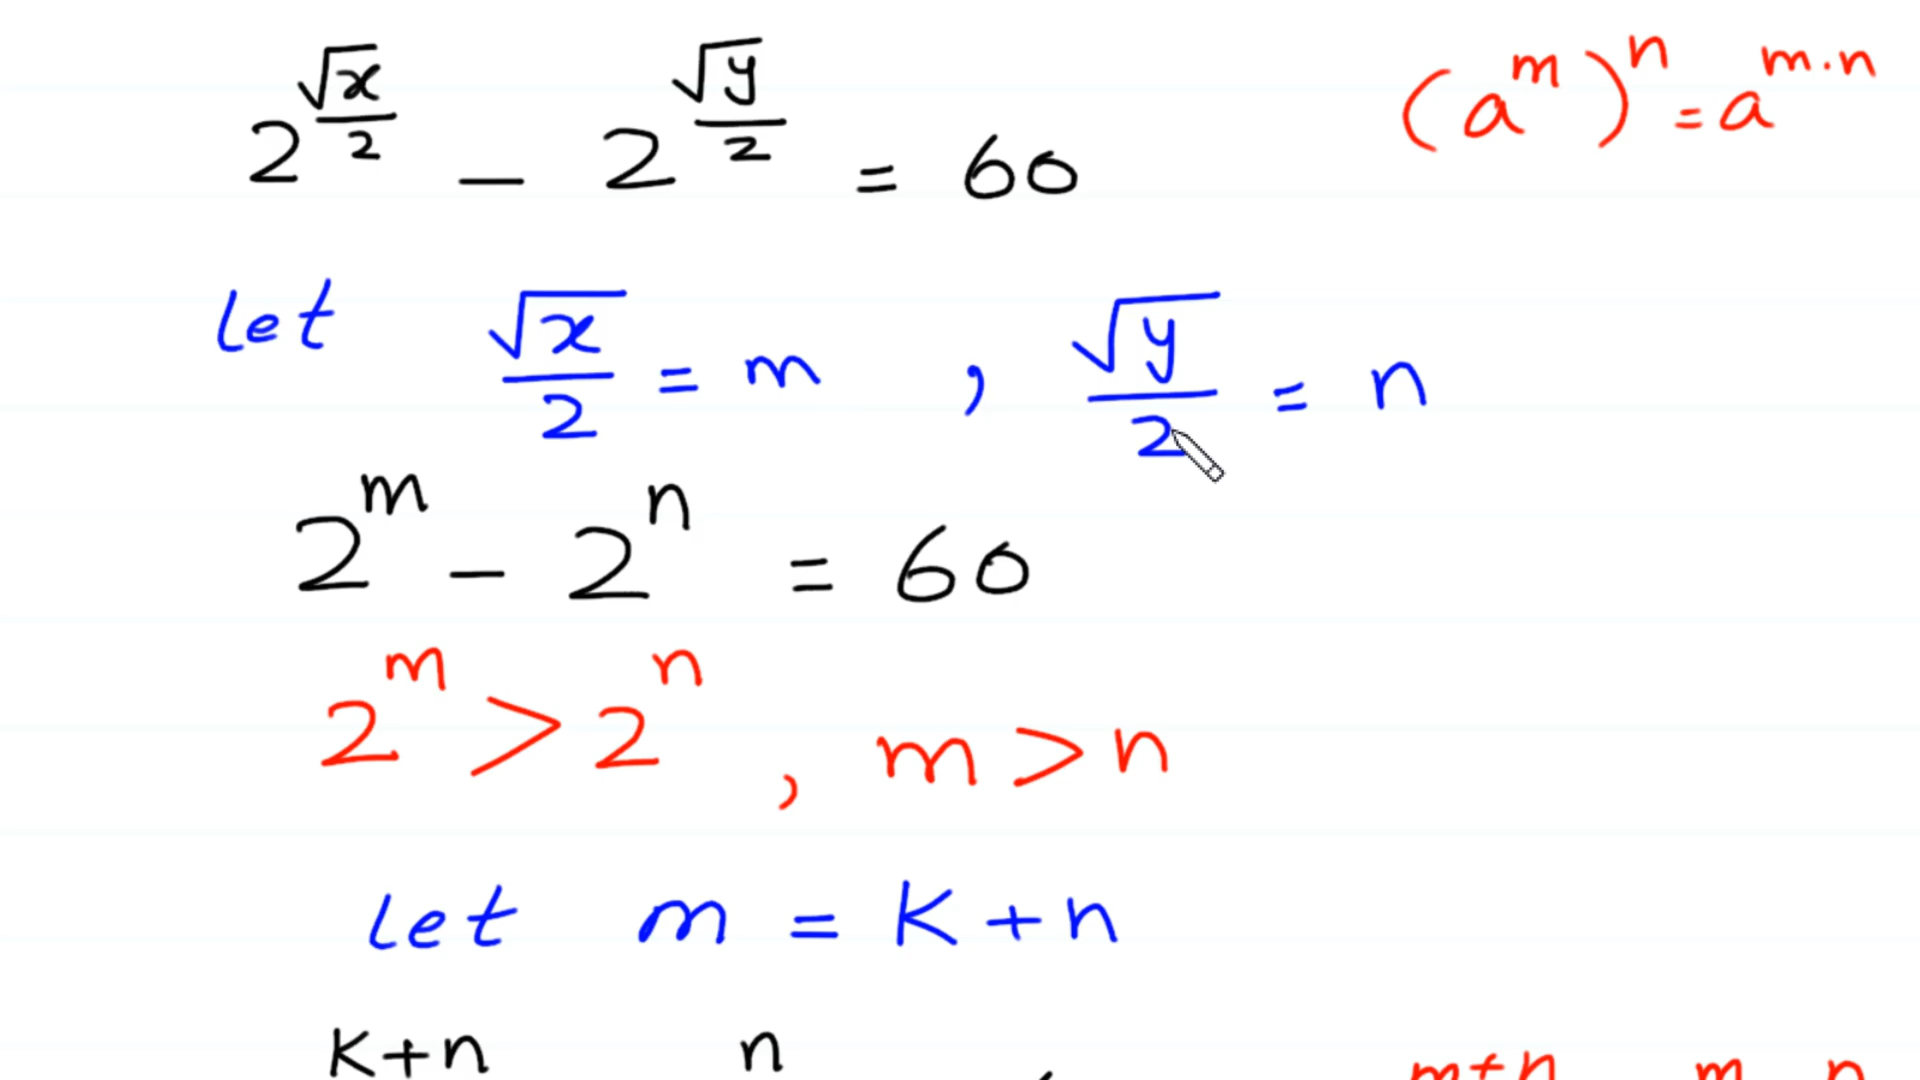 2^(√x/2) - 2^(√y/2) = 60
(a^m)^n = a^(m·n)
let √x/2 = m , √y/2 = n
2^m - 2^n = 60
2^m > 2^n , m > n
let m = K + n
K+n n
m+n m n